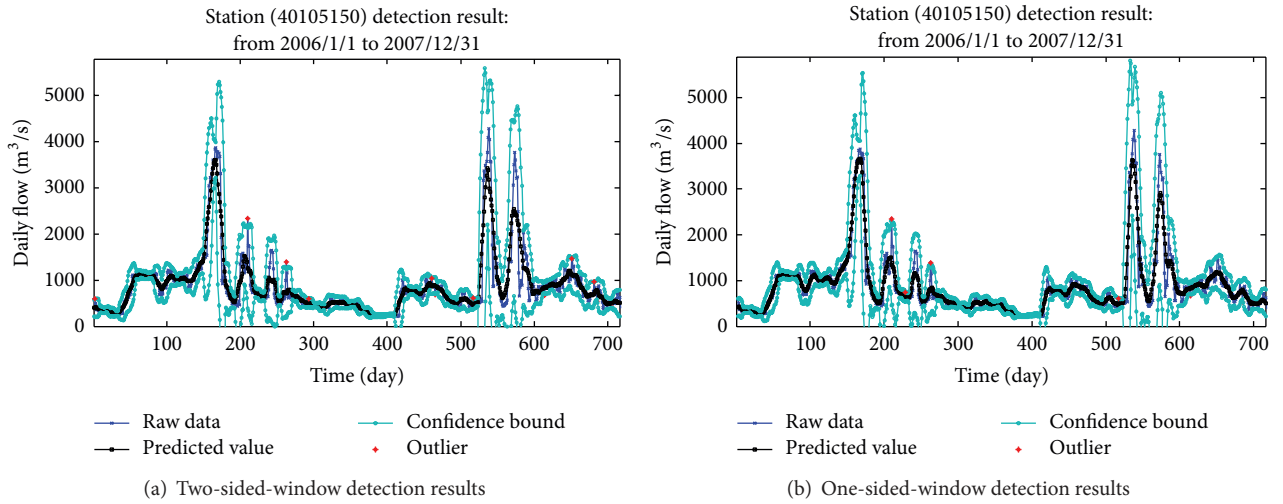 Station (40105150) detection result:
from 2006/1/1 to 2007/12/31
Daily flow (m³/s)
5000
4000
3000
2000
1000
0
100
200
300
400
500
600
700
Time (day)
Raw data
Predicted value
Confidence bound
Outlier
(a) Two-sided-window detection results
Station (40105150) detection result:
from 2006/1/1 to 2007/12/31
Daily flow (m³/s)
5000
4000
3000
2000
1000
0
100
200
300
400
500
600
700
Time (day)
Raw data
Predicted value
Confidence bound
Outlier
(b) One-sided-window detection results